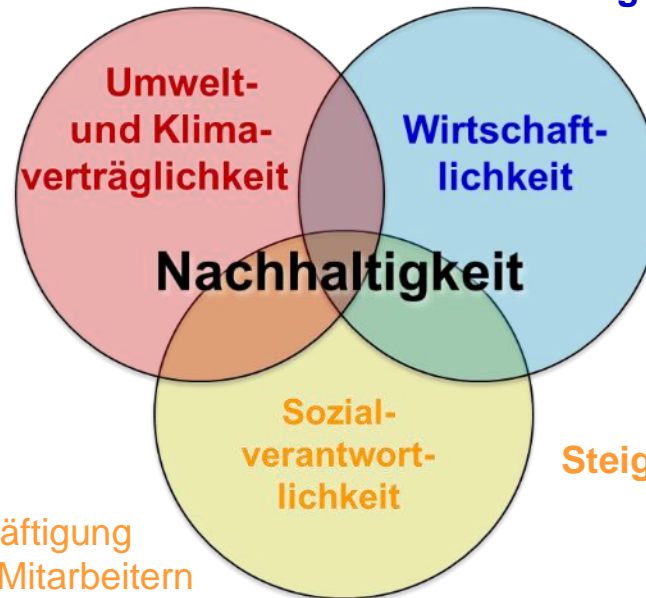 g
Umwelt-
und Klima-
verträglichkeit
Wirtschaft-
lichkeit
Nachhaltigkeit
Sozial-
verantwort-
lichkeit
Steig
äftigung
Mitarbeitern